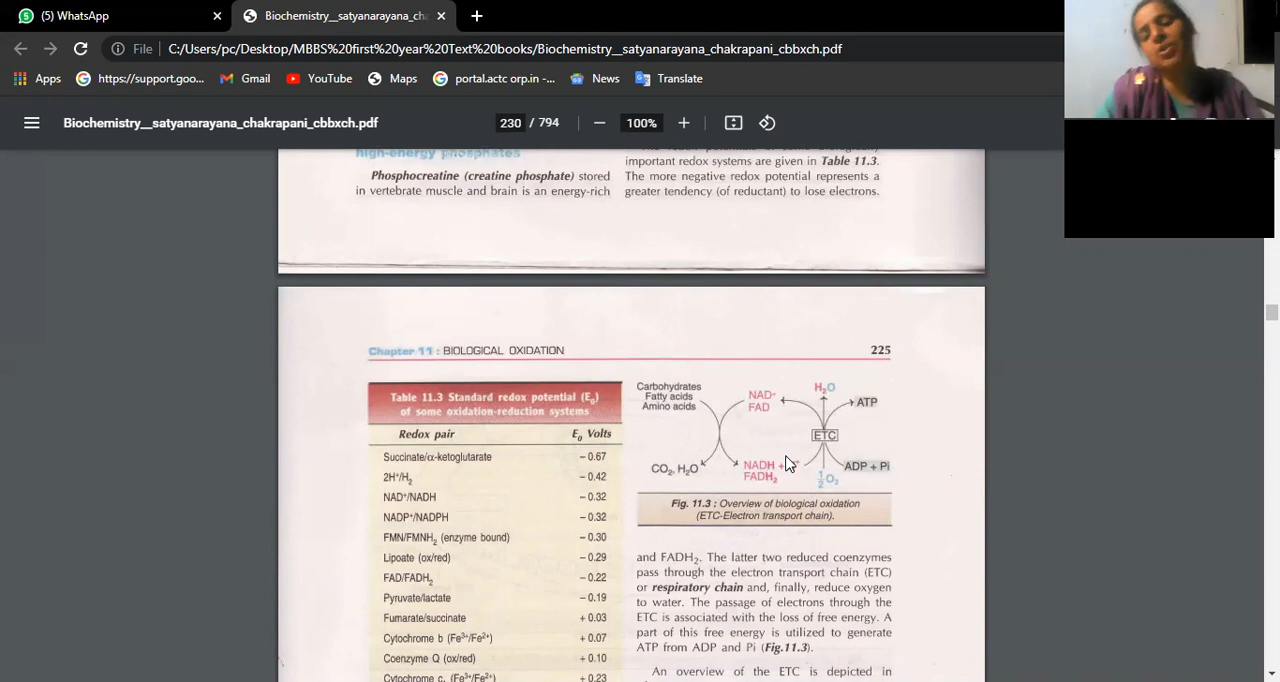 (5) WhatsApp
Biochemistry__satyanarayana_cha
File
C:/Users/pc/Desktop/MBBS%20first%20year%20Text%20books/Biochemistry__satyanarayana_chakrapani_cbbxch.pdf
Apps
https://support.goo...
Gmail
YouTube
Maps
portal.actc orp.in -...
News
Translate
Biochemistry__satyanarayana_chakrapani_cbbxch.pdf
230 / 794
100%
high-energy phosphates
Phosphocreatine (creatine phosphate) stored
in vertebrate muscle and brain is an energy-rich
important redox systems are given in Table 11.3.
The more negative redox potential represents a
greater tendency (of reductant) to lose electrons.
Chapter 11 : BIOLOGICAL OXIDATION
225
Table 11.3 Standard redox potential (E₀)
of some oxidation-reduction systems
Redox pair E₀ Volts
Succinate/α-ketoglutarate – 0.67
2H⁺/H₂ – 0.42
NAD⁺/NADH – 0.32
NADP⁺/NADPH – 0.32
FMN/FMNH₂ (enzyme bound) – 0.30
Lipoate (ox/red) – 0.29
FAD/FADH₂ – 0.22
Pyruvate/lactate – 0.19
Fumarate/succinate + 0.03
Cytochrome b (Fe³⁺/Fe²⁺) + 0.07
Coenzyme Q (ox/red) + 0.10
Cytochrome c₁ (Fe³⁺/Fe²⁺) + 0.23
Carbohydrates
Fatty acids
Amino acids
NAD⁺
FAD
H₂O
ATP
ETC
CO₂, H₂O
NADH +
FADH₂
½O₂
ADP + Pi
Fig. 11.3 : Overview of biological oxidation
(ETC-Electron transport chain).
and FADH₂. The latter two reduced coenzymes
pass through the electron transport chain (ETC)
or respiratory chain and, finally, reduce oxygen
to water. The passage of electrons through the
ETC is associated with the loss of free energy. A
part of this free energy is utilized to generate
ATP from ADP and Pi (Fig.11.3).
An overview of the ETC is depicted in